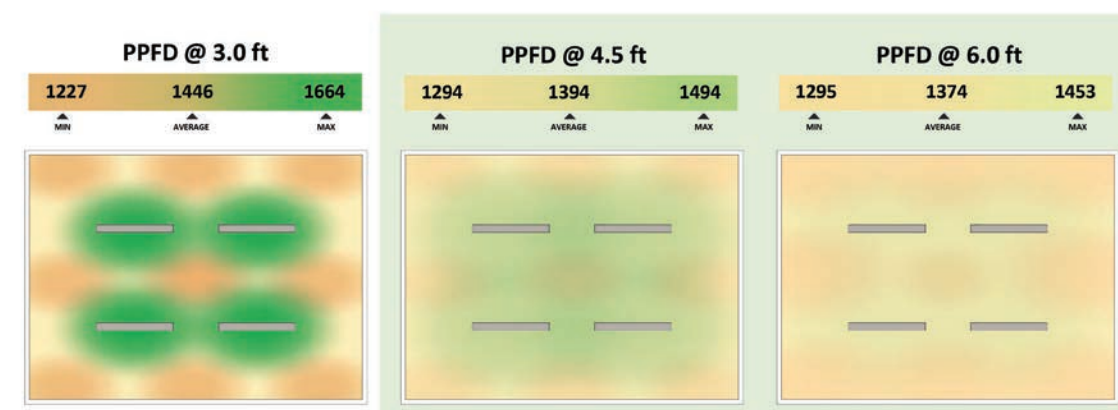 PPFD @ 3.0 ft
1227 1446 1664
MIN AVERAGE MAX
PPFD @ 4.5 ft
1294 1394 1494
MIN AVERAGE MAX
PPFD @ 6.0 ft
1295 1374 1453
MIN AVERAGE MAX